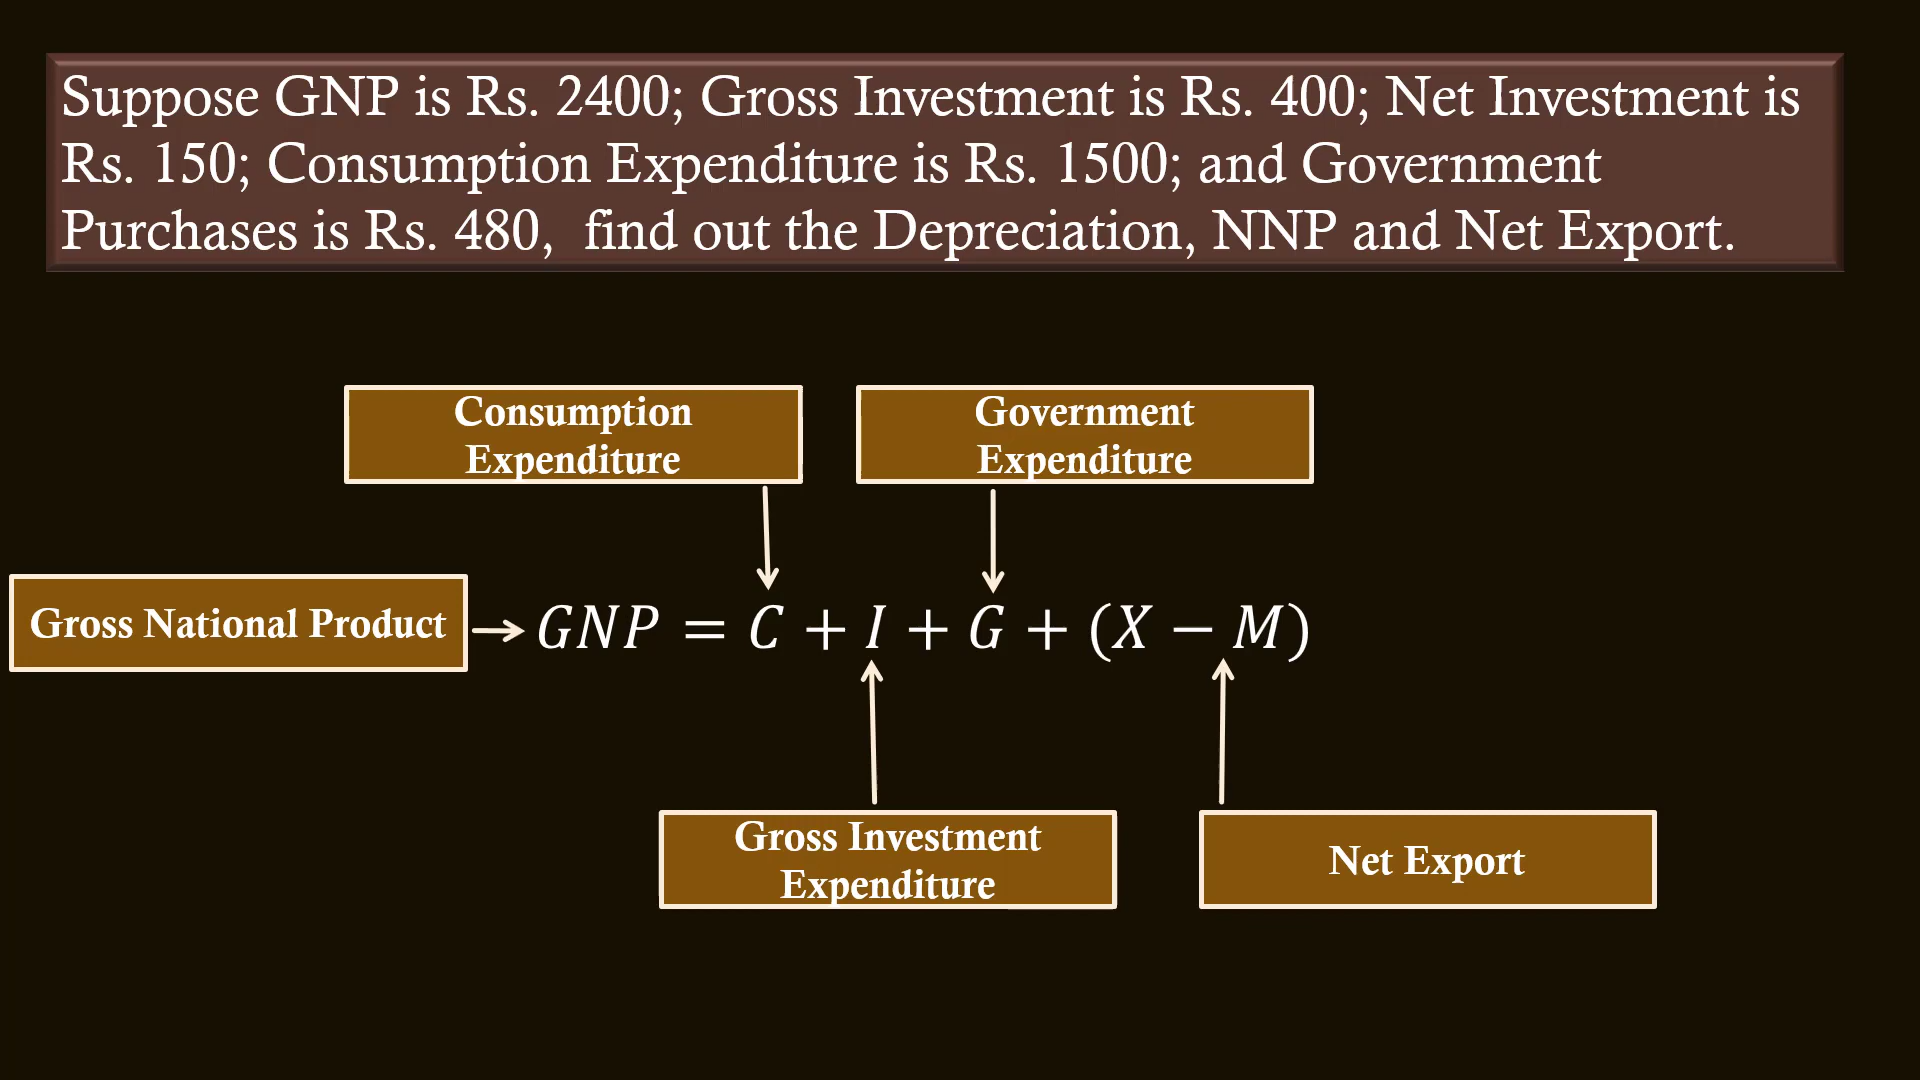 Suppose GNP is Rs. 2400; Gross Investment is Rs. 400; Net Investment is
Rs. 150; Consumption Expenditure is Rs. 1500; and Government
Purchases is Rs. 480,  find out the Depreciation, NNP and Net Export.
Consumption
Expenditure
Government
Expenditure
Gross National Product
GNP = C + I + G + (X − M)
Gross Investment
Expenditure
Net Export